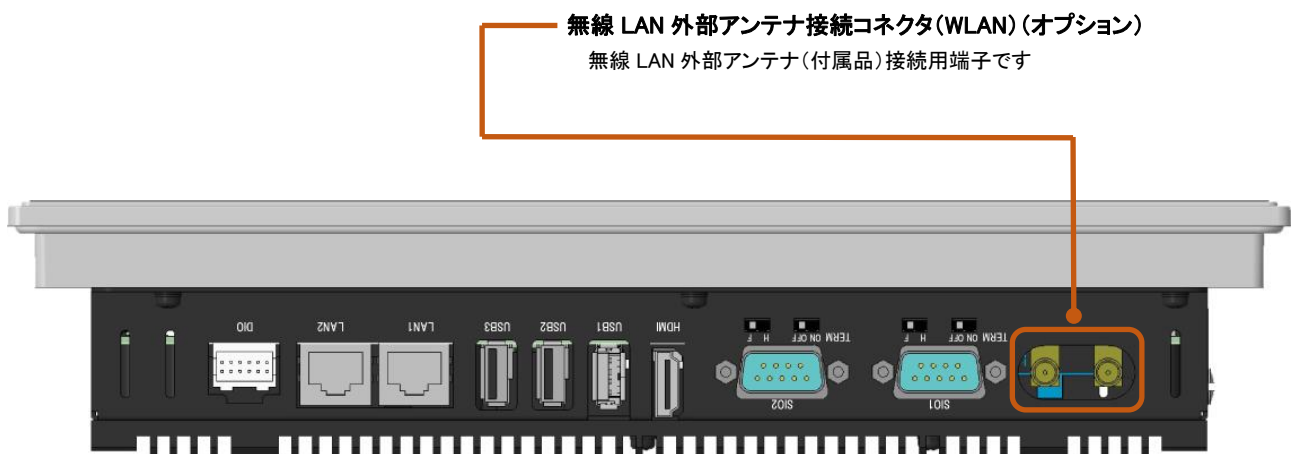 無線 LAN 外部アンテナ接続コネクタ(WLAN)(オプション)
無線 LAN 外部アンテナ(付属品)接続用端子です
DIO
LAN2
LAN1
USB3
USB2
USB1
HDMI
F H
TERM ON OFF
F H
TERM ON OFF
SIO2
SIO1